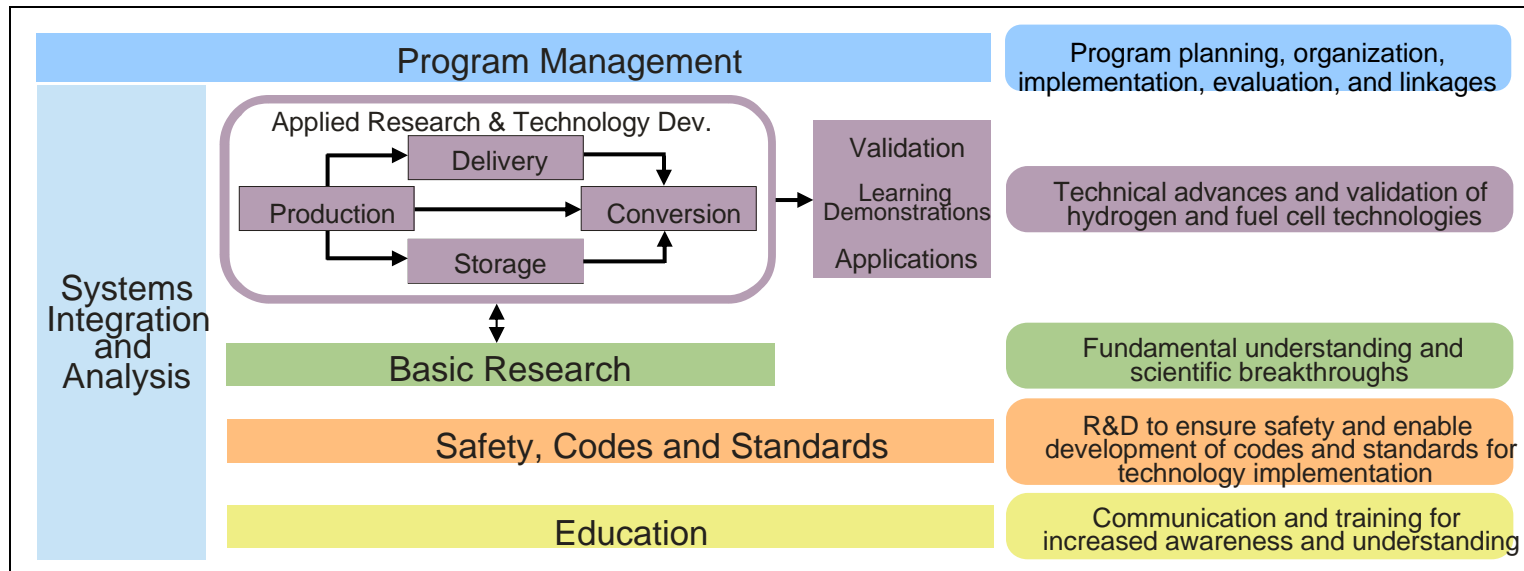 Program Management
Program planning, organization,
implementation, evaluation, and linkages
Systems
Integration
and
Analysis
Applied Research & Technology Dev.
Delivery
Production
Conversion
Storage
Validation
Learning
Demonstrations
Applications
Technical advances and validation of
hydrogen and fuel cell technologies
Basic Research
Fundamental understanding and
scientific breakthroughs
Safety, Codes and Standards
R&D to ensure safety and enable
development of codes and standards for
technology implementation
Education
Communication and training for
increased awareness and understanding